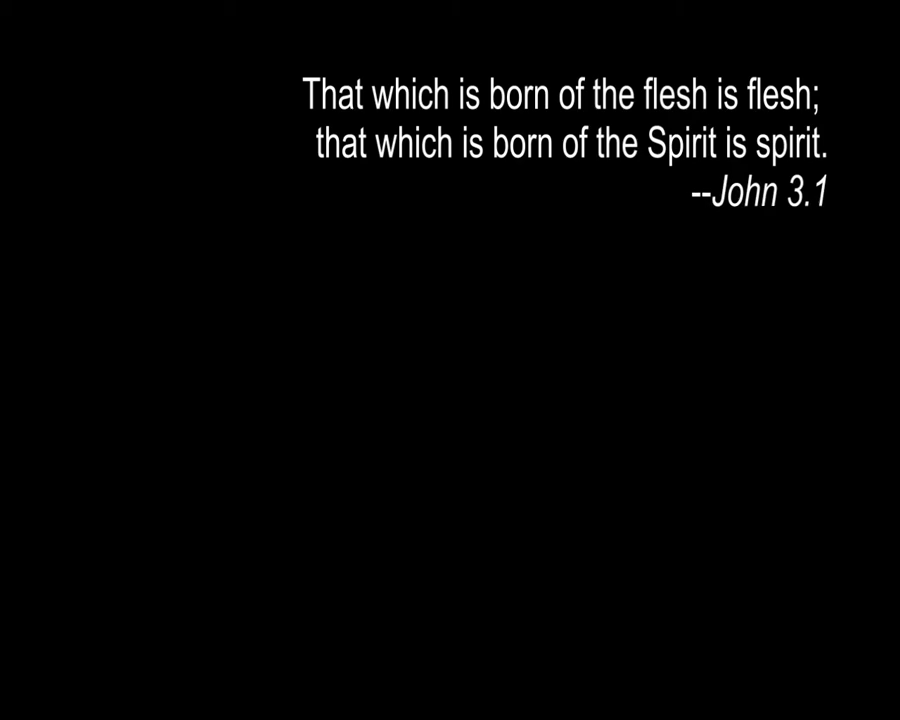 That which is born of the flesh is flesh;
that which is born of the Spirit is spirit.
--John 3.1